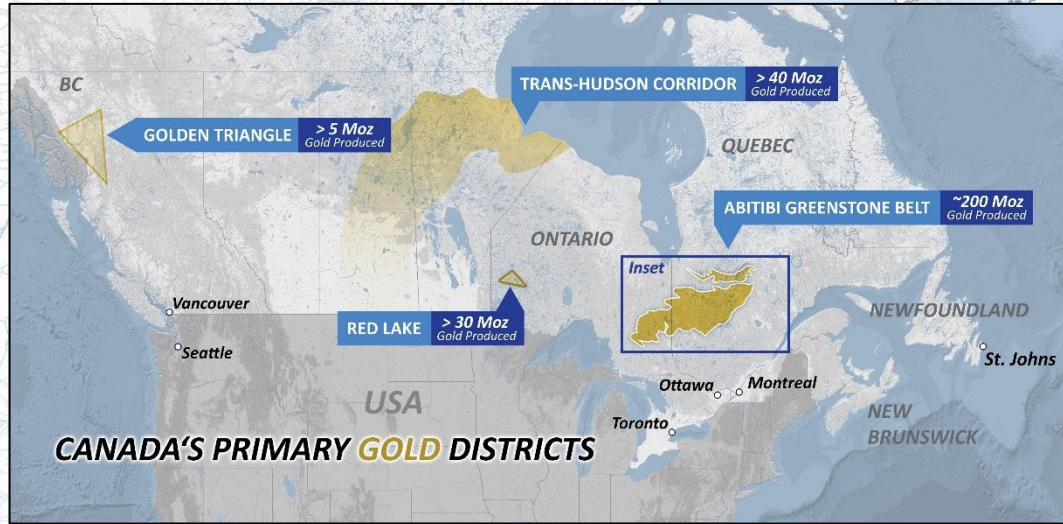 BC
TRANS-HUDSON CORRIDOR
> 40 Moz
Gold Produced
GOLDEN TRIANGLE
> 5 Moz
Gold Produced
QUEBEC
ABITIBI GREENSTONE BELT
~200 Moz
Gold Produced
ONTARIO
Inset
Vancouver
Seattle
RED LAKE
> 30 Moz
Gold Produced
NEWFOUNDLAND
St. Johns
USA
Ottawa
Montreal
Toronto
NEW
BRUNSWICK
CANADA'S PRIMARY GOLD DISTRICTS